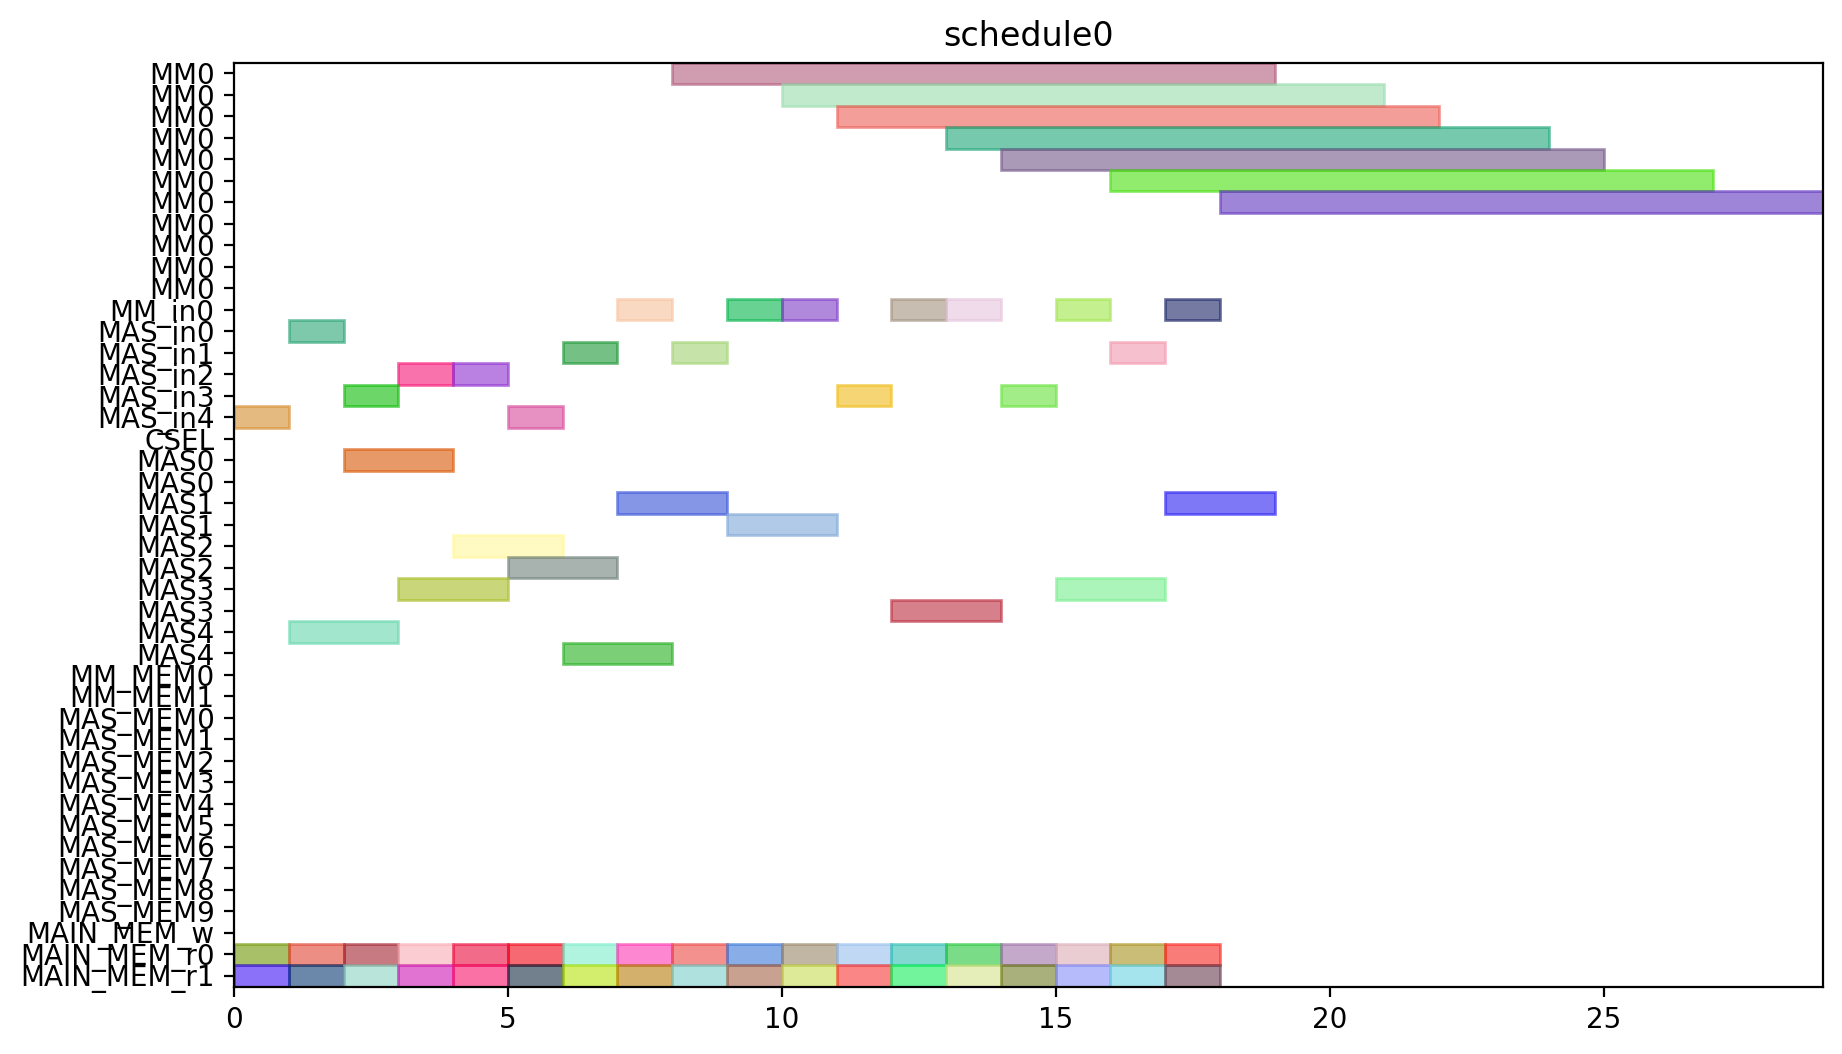 schedule0
MM0
MM0
MM0
MM0
MM0
MM0
MM0
MM0
MM0
MM0
MM0
MM_in0
MAS_in0
MAS_in1
MAS_in2
MAS_in3
MAS_in4
CSEL
MAS0
MAS0
MAS1
MAS1
MAS2
MAS2
MAS3
MAS3
MAS4
MAS4
MM_MEM0
MM_MEM1
MAS_MEM0
MAS_MEM1
MAS_MEM2
MAS_MEM3
MAS_MEM4
MAS_MEM5
MAS_MEM6
MAS_MEM7
MAS_MEM8
MAS_MEM9
MAIN_MEM_w
MAIN_MEM_r0
MAIN_MEM_r1
0 5 10 15 20 25